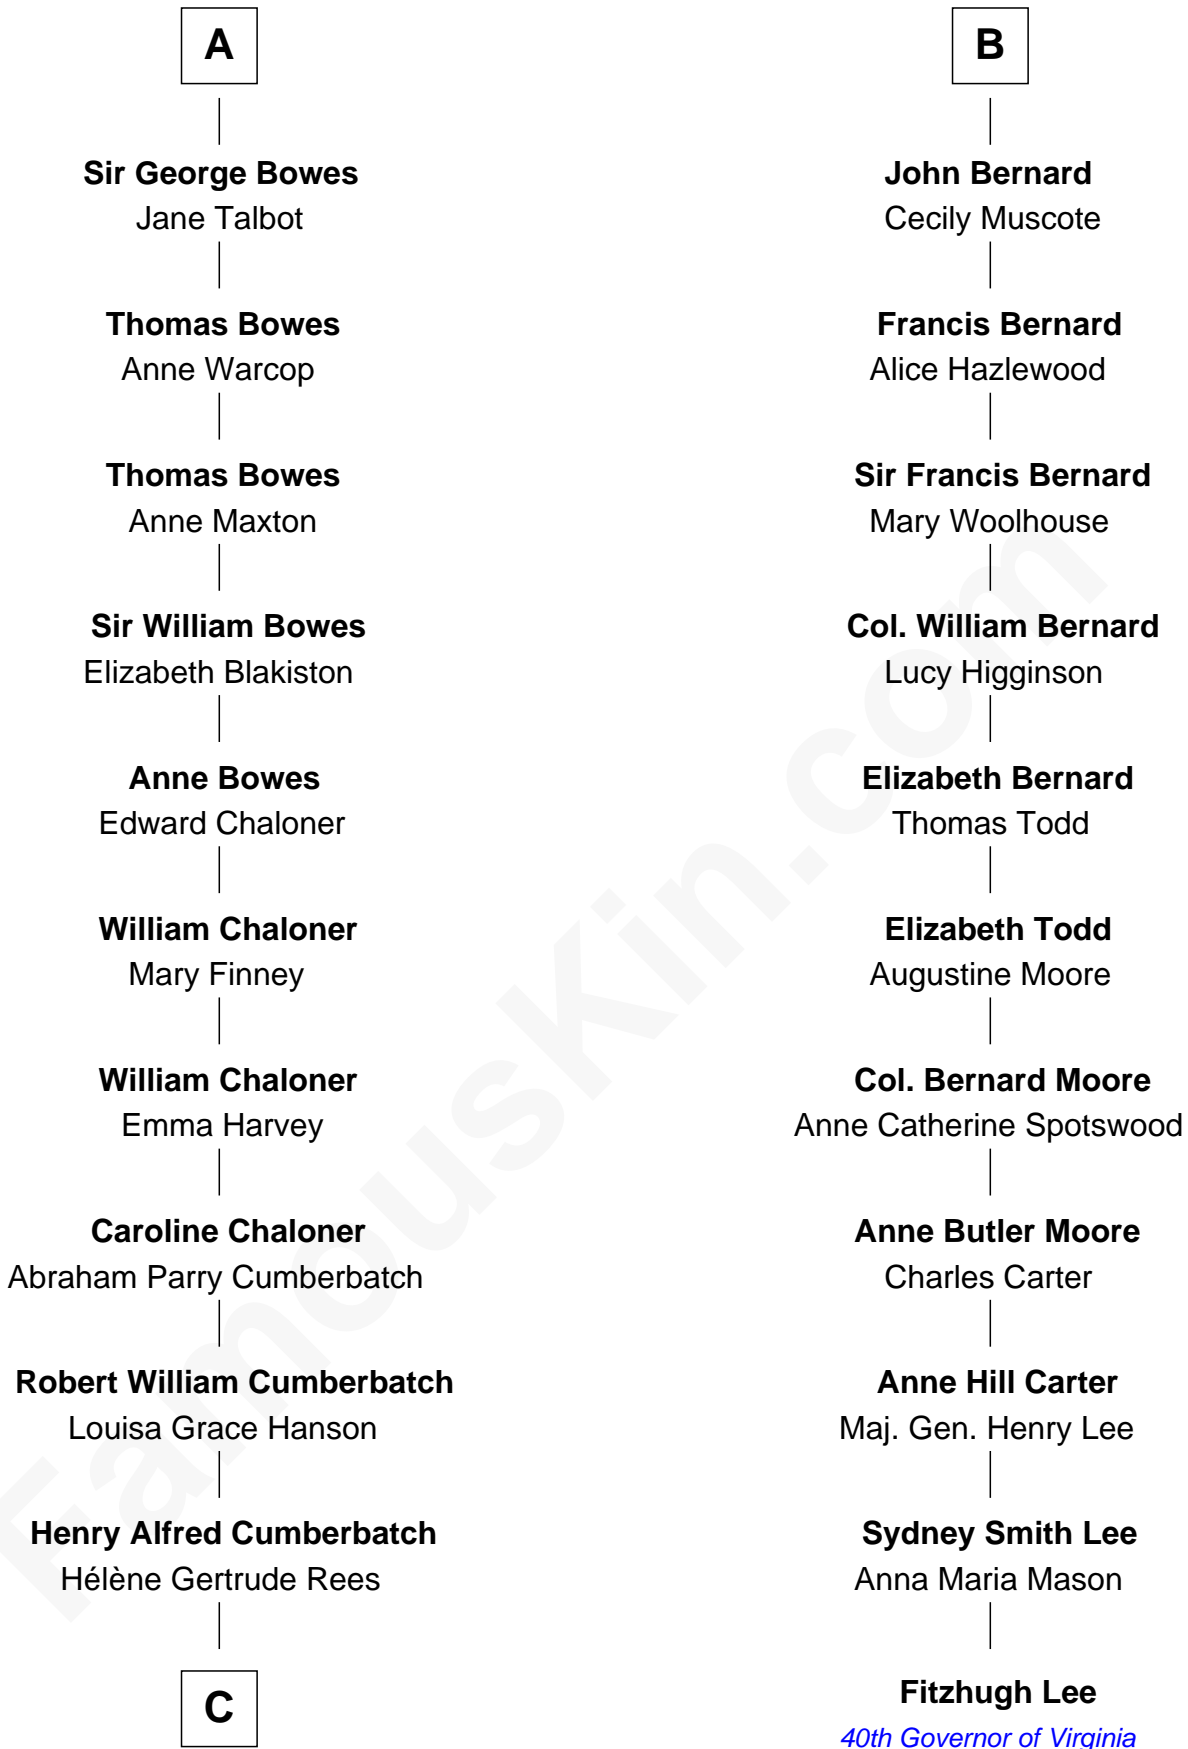 A
Sir George Bowes
Jane Talbot
Thomas Bowes
Anne Warcop
Thomas Bowes
Anne Maxton
Sir William Bowes
Elizabeth Blakiston
Anne Bowes
Edward Chaloner
William Chaloner
Mary Finney
William Chaloner
Emma Harvey
Caroline Chaloner
Abraham Parry Cumberbatch
Robert William Cumberbatch
Louisa Grace Hanson
Henry Alfred Cumberbatch
Hélène Gertrude Rees
C
B
John Bernard
Cecily Muscote
Francis Bernard
Alice Hazlewood
Sir Francis Bernard
Mary Woolhouse
Col. William Bernard
Lucy Higginson
Elizabeth Bernard
Thomas Todd
Elizabeth Todd
Augustine Moore
Col. Bernard Moore
Anne Catherine Spotswood
Anne Butler Moore
Charles Carter
Anne Hill Carter
Maj. Gen. Henry Lee
Sydney Smith Lee
Anna Maria Mason
Fitzhugh Lee
40th Governor of Virginia
FamousKin.com